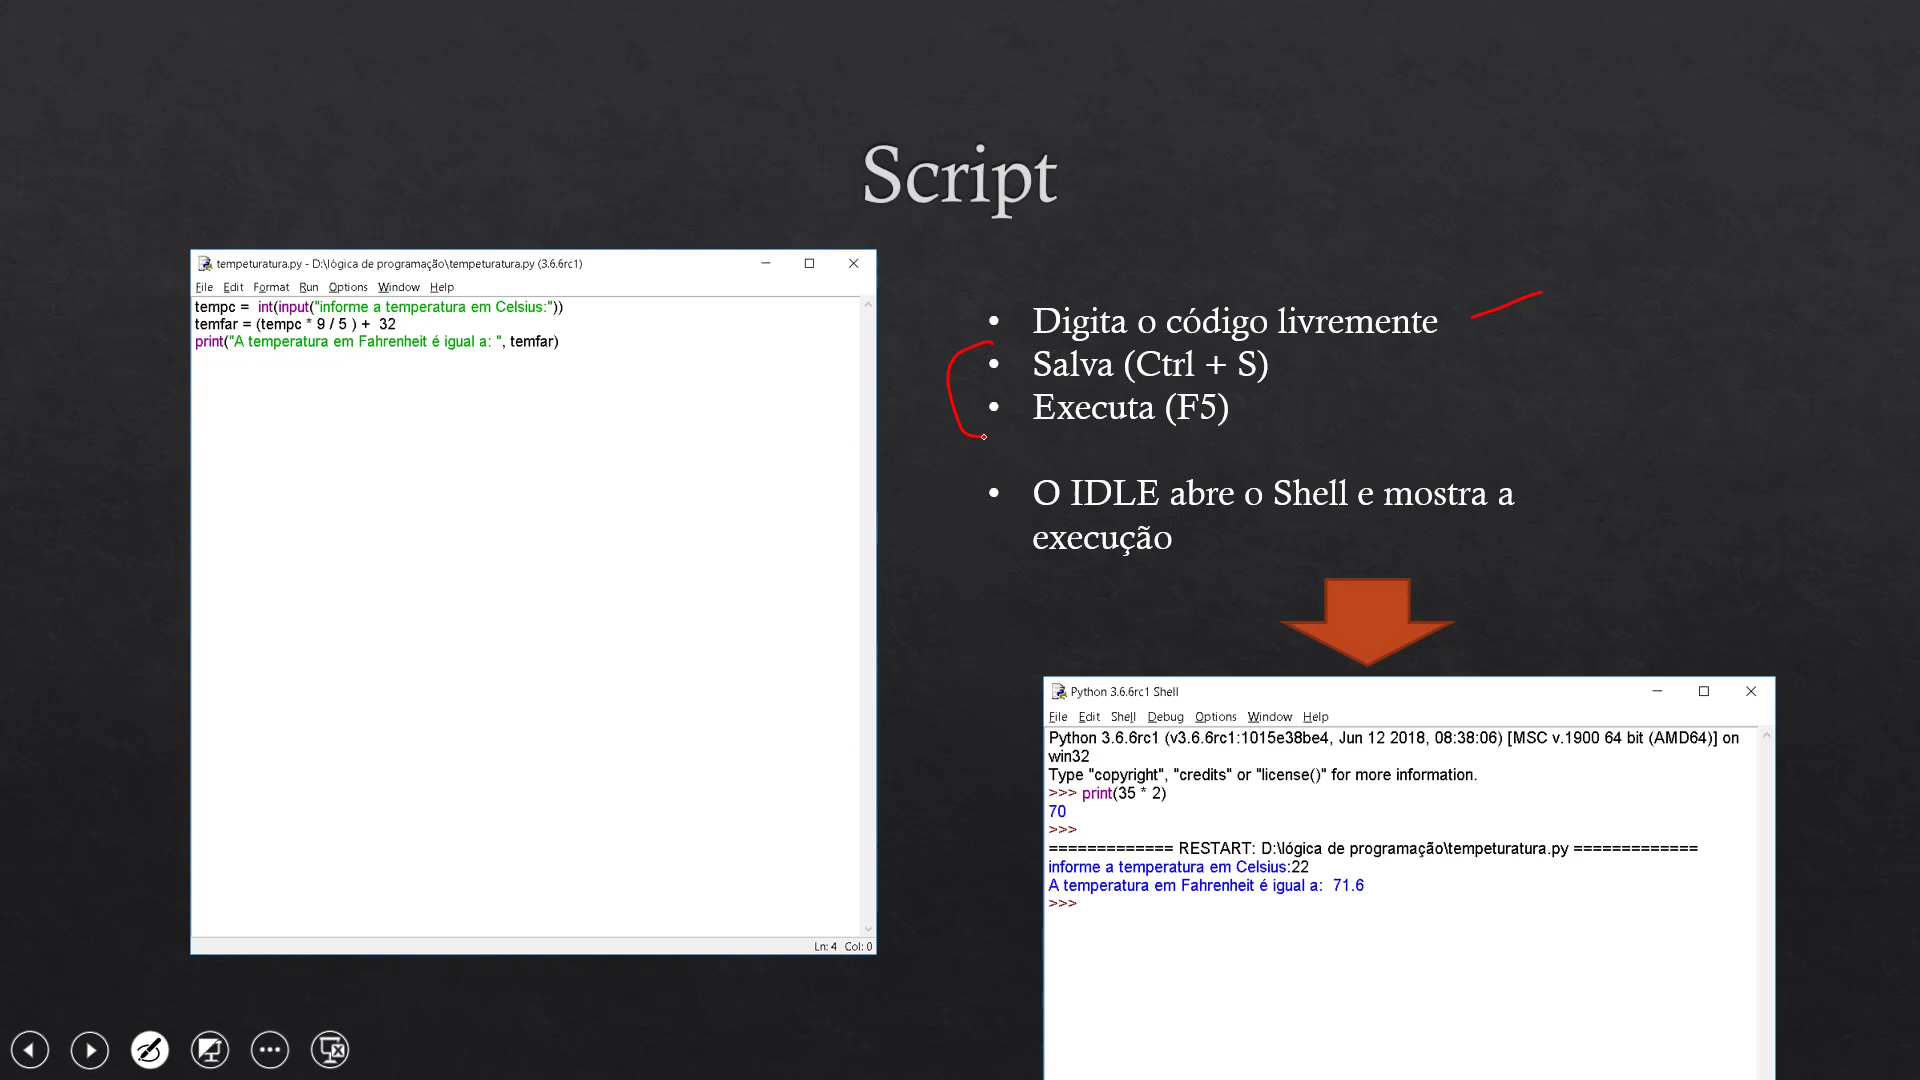 Script
tempeturatura.py - D:\lógica de programação\tempeturatura.py (3.6.6rc1)
File Edit Format Run Options Window Help
tempc =  int(input("informe a temperatura em Celsius:"))
temfar = (tempc * 9 / 5 ) +  32
print("A temperatura em Fahrenheit é igual a: ", temfar)
Ln: 4 Col: 0
• Digita o código livremente
• Salva (Ctrl + S)
• Executa (F5)
• O IDLE abre o Shell e mostra a
execução
Python 3.6.6rc1 Shell
File Edit Shell Debug Options Window Help
Python 3.6.6rc1 (v3.6.6rc1:1015e38be4, Jun 12 2018, 08:38:06) [MSC v.1900 64 bit (AMD64)] on
win32
Type "copyright", "credits" or "license()" for more information.
>>> print(35 * 2)
70
>>>
============= RESTART: D:\lógica de programação\tempeturatura.py =============
informe a temperatura em Celsius:22
A temperatura em Fahrenheit é igual a:  71.6
>>>